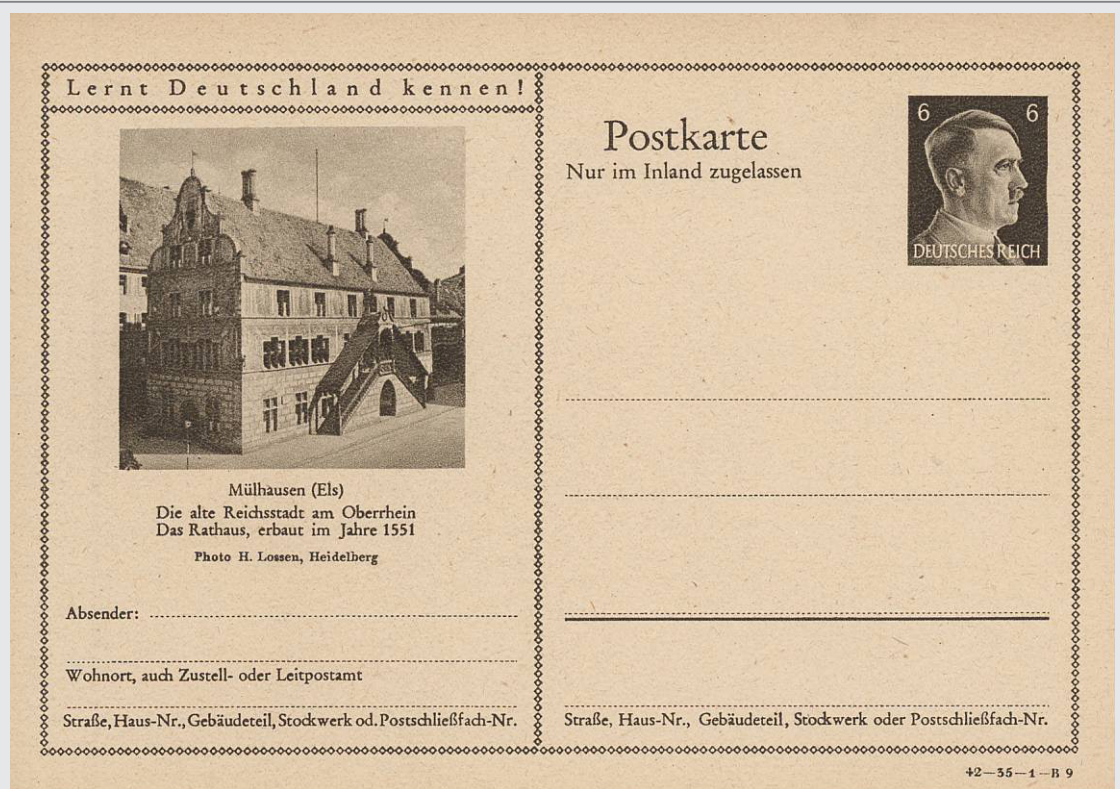 Lernt Deutschland kennen!
Mülhausen (Els)
Die alte Reichsstadt am Oberrhein
Das Rathaus, erbaut im Jahre 1551
Photo H. Lossen, Heidelberg
Absender:
Wohnort, auch Zustell- oder Leitpostamt
Straße, Haus-Nr., Gebäudeteil, Stockwerk od. Postschließfach-Nr.
Postkarte
Nur im Inland zugelassen
6 6
DEUTSCHES REICH
Straße, Haus-Nr., Gebäudeteil, Stockwerk oder Postschließfach-Nr.
42—35—1—B 9